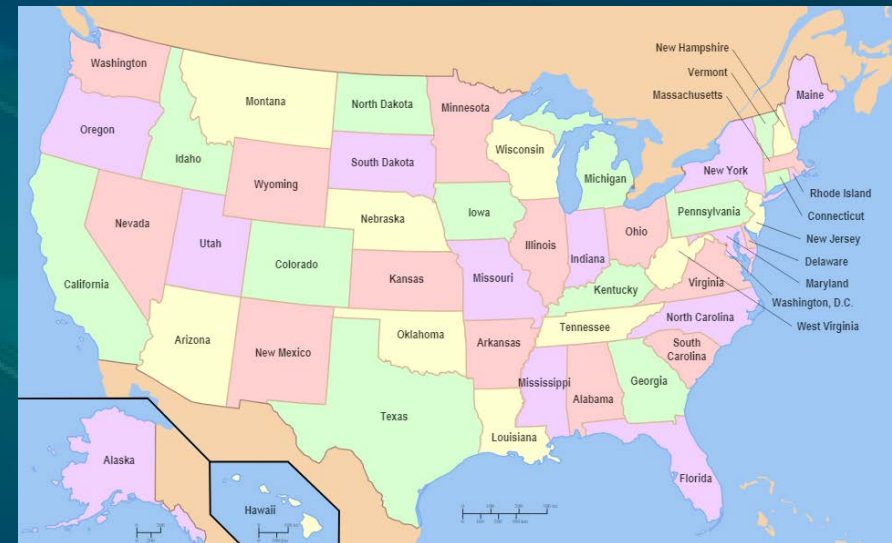 New Hampshire
Vermont
Massachusetts
Washington
Montana
North Dakota
Minnesota
Maine
Oregon
Idaho
Wisconsin
South Dakota
New York
Michigan
Wyoming
Rhode Island
Iowa
Pennsylvania
Connecticut
Nebraska
Nevada
Ohio
New Jersey
Utah
Illinois
Indiana
Delaware
Colorado
California
Missouri
Kansas
Virginia
Maryland
Kentucky
Washington, D.C.
North Carolina
West Virginia
Tennessee
Oklahoma
Arizona
Arkansas
South
Carolina
New Mexico
Georgia
Mississippi
Alabama
Texas
Louisiana
Alaska
Florida
Hawaii